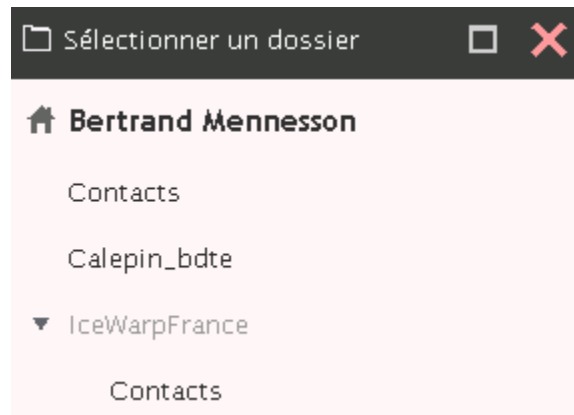 Sélectionner un dossier
Bertrand Mennesson
Contacts
Calepin_bdte
IceWarpFrance
Contacts